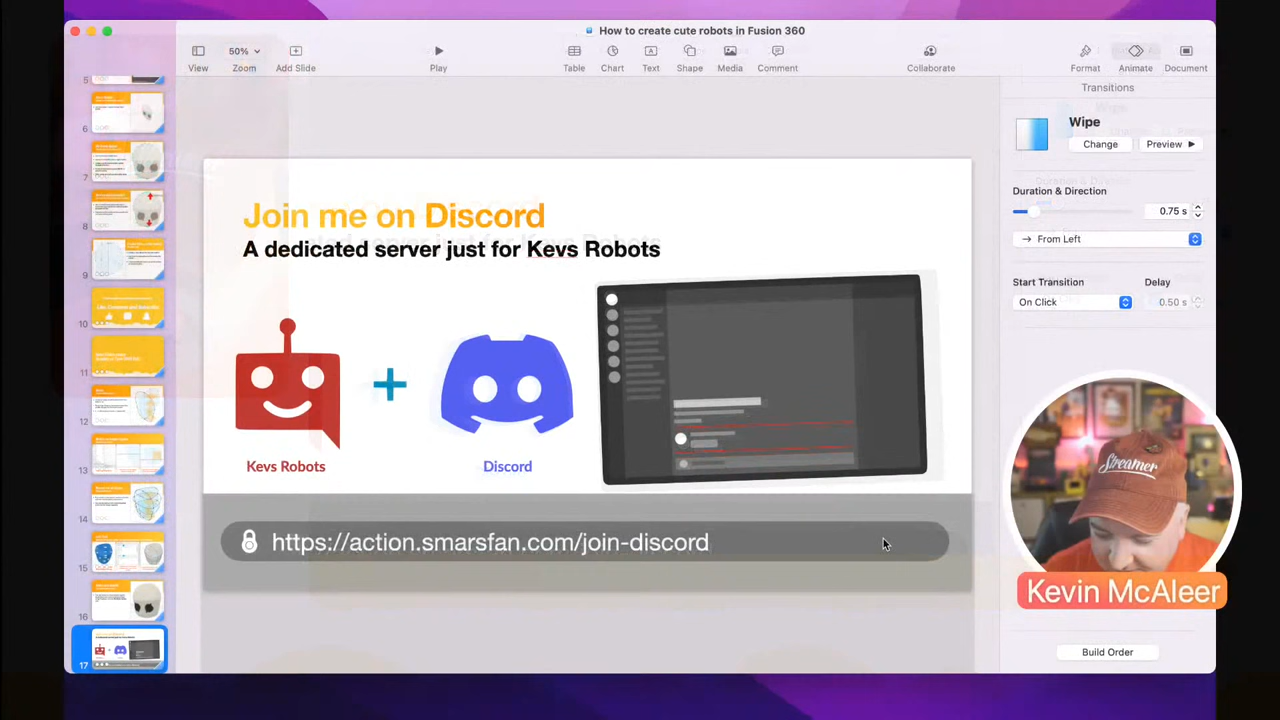 How to create cute robots in Fusion 360
50%
View
Zoom
Add Slide
Play
Table
Chart
Text
Shape
Media
Comment
Collaborate
Format
Animate
Document
Transitions
Wipe
Change
Preview
Duration & Direction
0.75 s
From Left
Start Transition
Delay
On Click
0.50 s
Build Order
5
6
7
8
9
10
11
12
13
14
15
16
17
Join me on Discord
A dedicated server just for Kevs Robots
Kevs Robots
+
Discord
https://action.smarsfan.com/join-discord
Streamer
Kevin McAleer